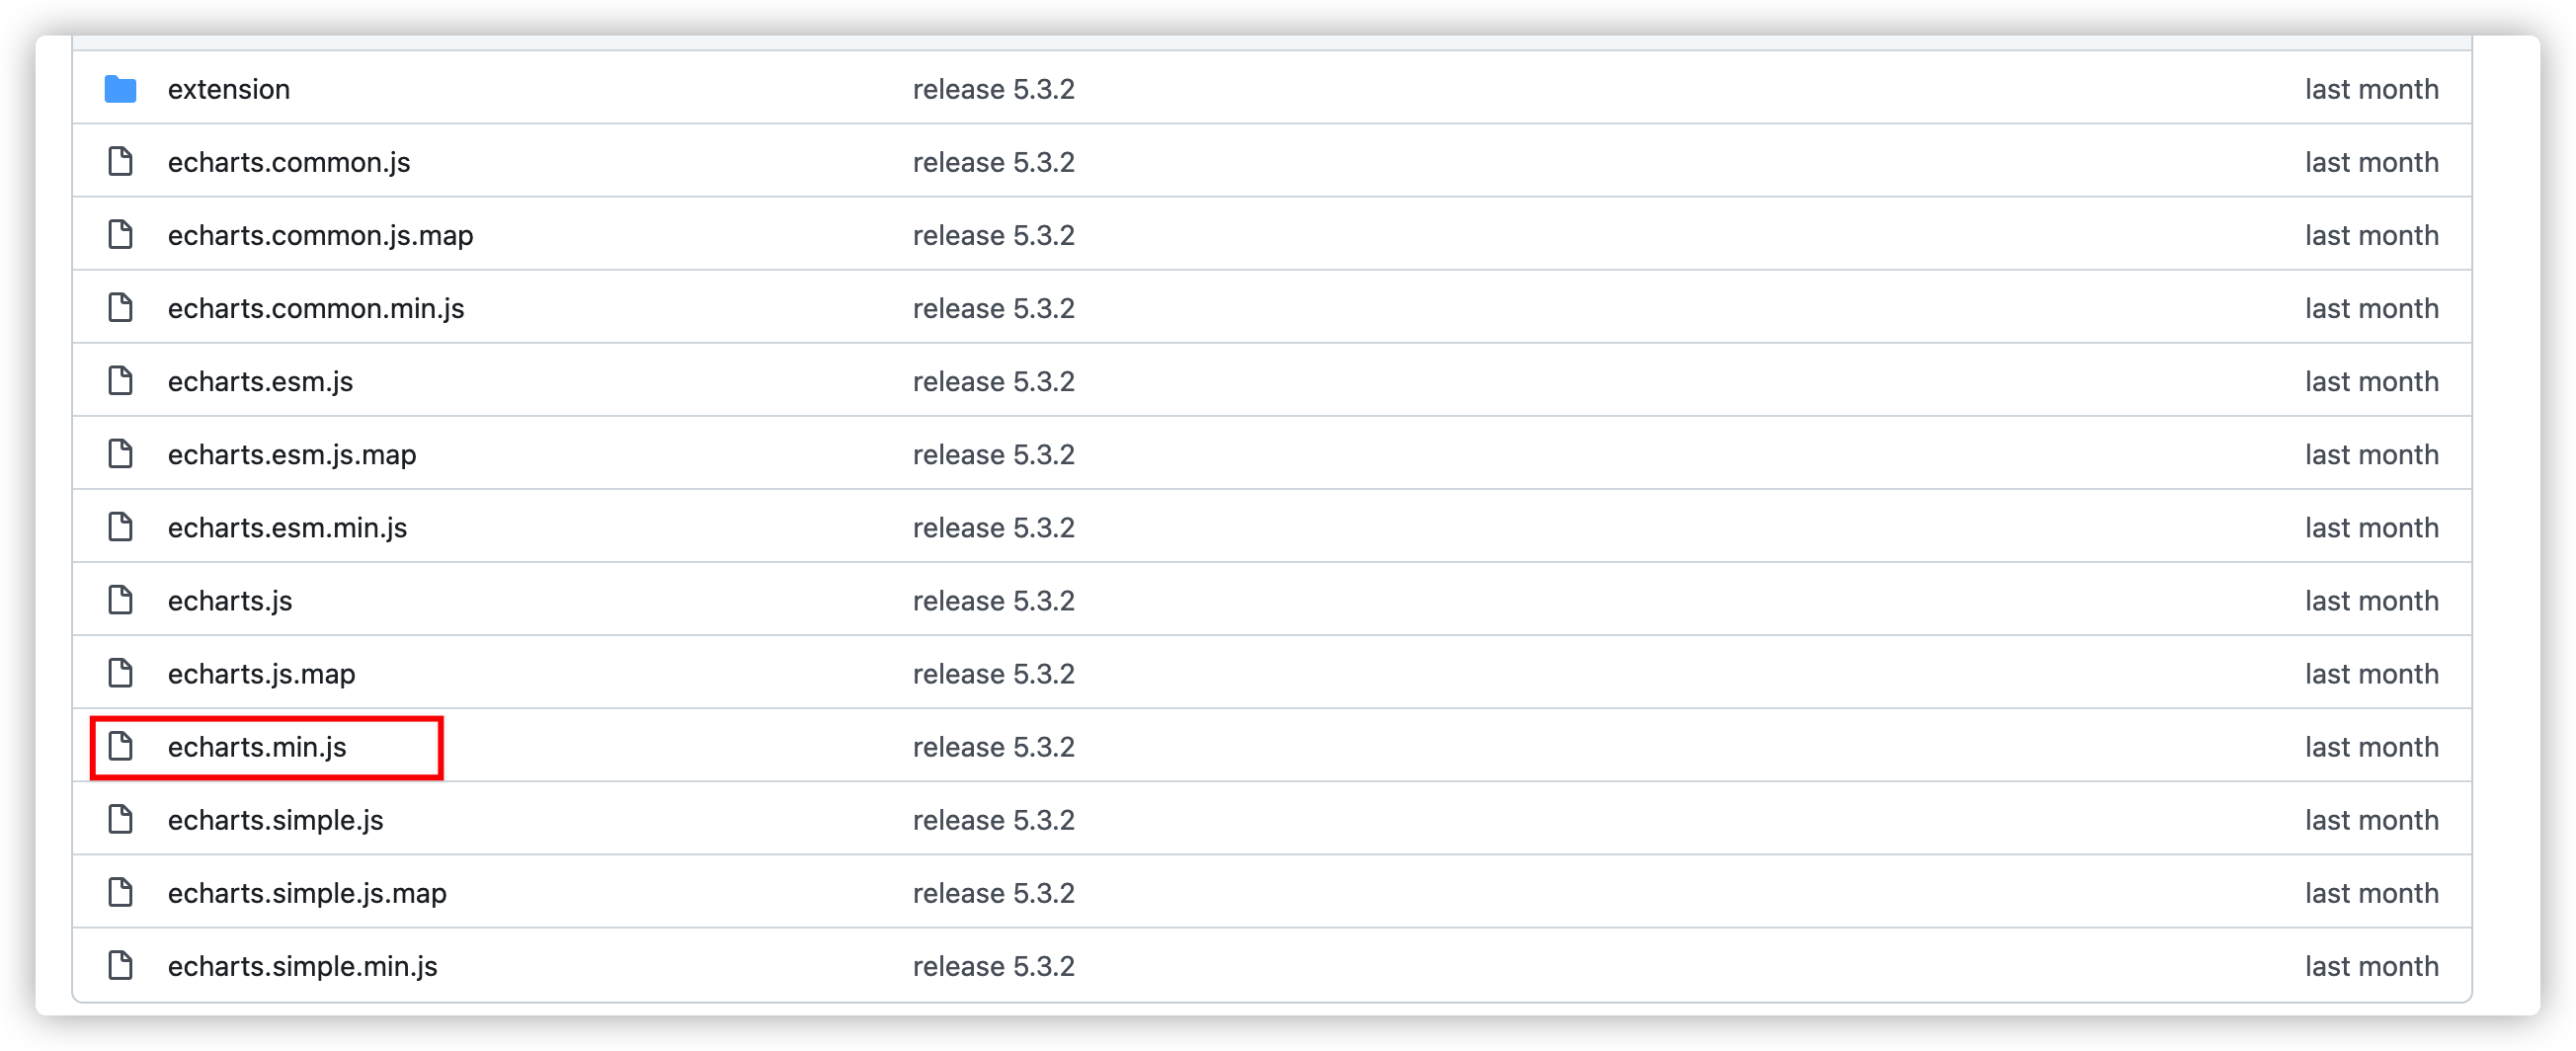 extension release 5.3.2 last month
echarts.common.js release 5.3.2 last month
echarts.common.js.map release 5.3.2 last month
echarts.common.min.js release 5.3.2 last month
echarts.esm.js release 5.3.2 last month
echarts.esm.js.map release 5.3.2 last month
echarts.esm.min.js release 5.3.2 last month
echarts.js release 5.3.2 last month
echarts.js.map release 5.3.2 last month
echarts.min.js release 5.3.2 last month
echarts.simple.js release 5.3.2 last month
echarts.simple.js.map release 5.3.2 last month
echarts.simple.min.js release 5.3.2 last month